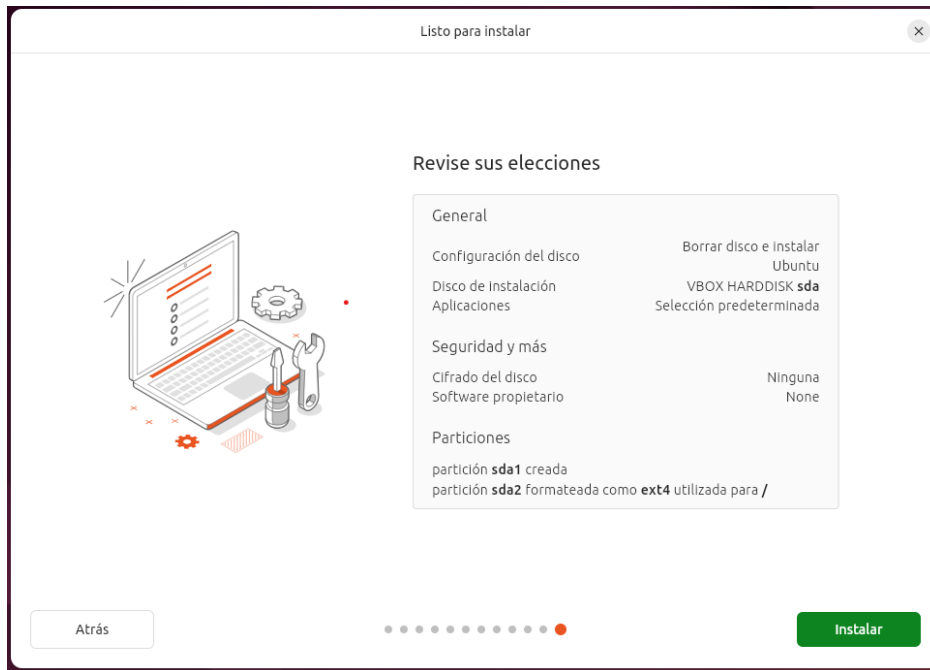 Listo para instalar
Revise sus elecciones
General
Configuración del disco
Borrar disco e instalar
Ubuntu
Disco de instalación VBOX HARDDISK sda
Aplicaciones Selección predeterminada
Seguridad y más
Cifrado del disco Ninguna
Software propietario None
Particiones
partición sda1 creada
partición sda2 formateada como ext4 utilizada para /
Atrás Instalar